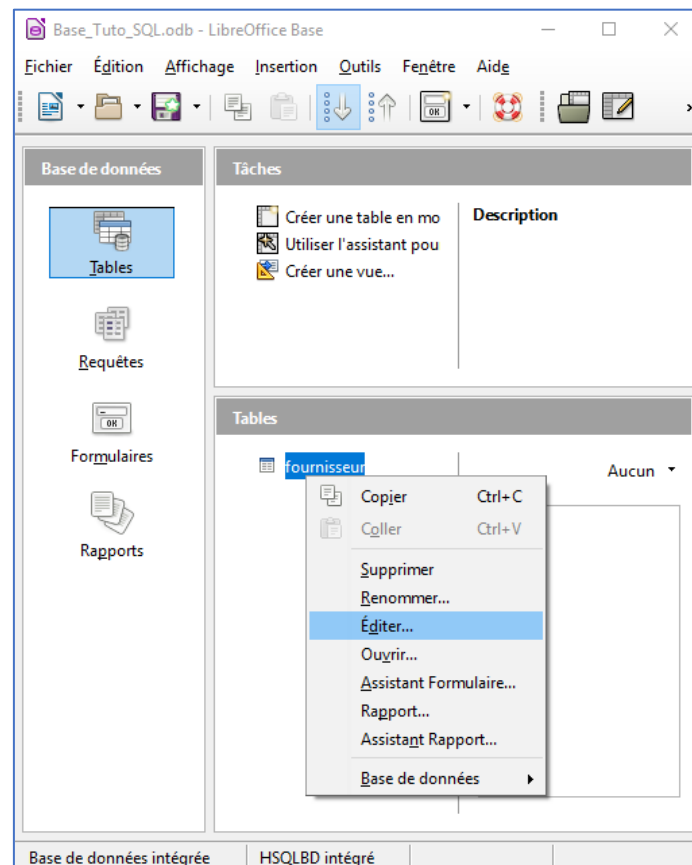 Base_Tuto_SQL.odb - LibreOffice Base
Fichier Édition Affichage Insertion Outils Fenêtre Aide
OK
Base de données
Tables
Requêtes
OK
Formulaires
Rapports
Tâches
Créer une table en mo
Utiliser l'assistant pou
Créer une vue...
Description
Tables
fournisseur
Aucun
Copier Ctrl+C
Coller Ctrl+V
Supprimer
Renommer...
Éditer...
Ouvrir...
Assistant Formulaire...
Rapport...
Assistant Rapport...
Base de données
Base de données intégrée HSQLBD intégré